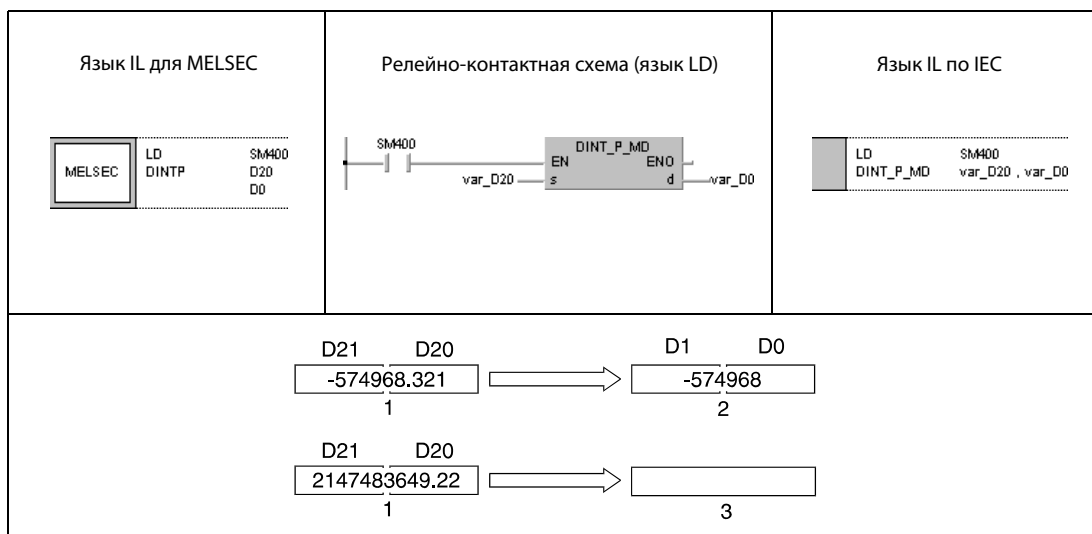 Язык IL для MELSEC
Релейно-контактная схема (язык LD)
Язык IL по IEC
MELSEC
LD SM400
DINTP D20
D0
SM400
DINT_P_MD
EN ENO
var_D20 s d var_D0
LD SM400
DINT_P_MD var_D20 , var_D0
D21 D20
-574968.321
1
D1 D0
-574968
2
D21 D20
2147483649.22
1
3